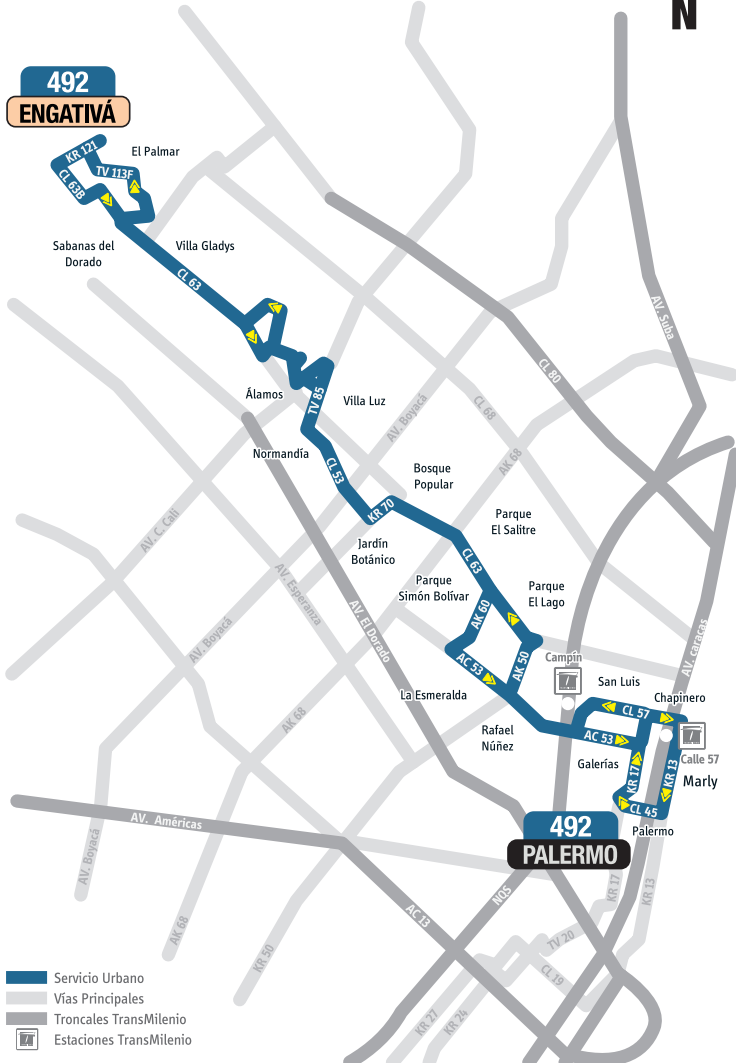 N
492
ENGATIVÁ
KR 121
El Palmar
TV 113F
CL 63B
Sabanas del
Dorado
Villa Gladys
CL 63
AV. Suba
CL 80
Álamos
TV 85
Villa Luz
AV. Boyacá
CL 68
Normandía
CL 53
AK 68
Bosque
Popular
KR 70
Parque
El Salitre
AV. C. Cali
Jardín
Botánico
CL 63
AV. Esperanza
Parque
Simón Bolívar
Parque
El Lago
AV. El Dorado
AK 60
AV. Boyacá
AV. caracas
Campín
AC 53
AK 50
San Luis
La Esmeralda
Chapinero
CL 57
AK 68
Rafael
Núñez
AC 53
Calle 57
Galerías
KR 17
KR 13
Marly
CL 45
AV. Américas
492
PALERMO
Palermo
AV. Boyacá
KR 17
KR 13
NQS
AC 13
AK 68
TV 20
KR 50
CL 19
Servicio Urbano
Vías Principales
Troncales TransMilenio
Estaciones TransMilenio
KR 27
KR 24